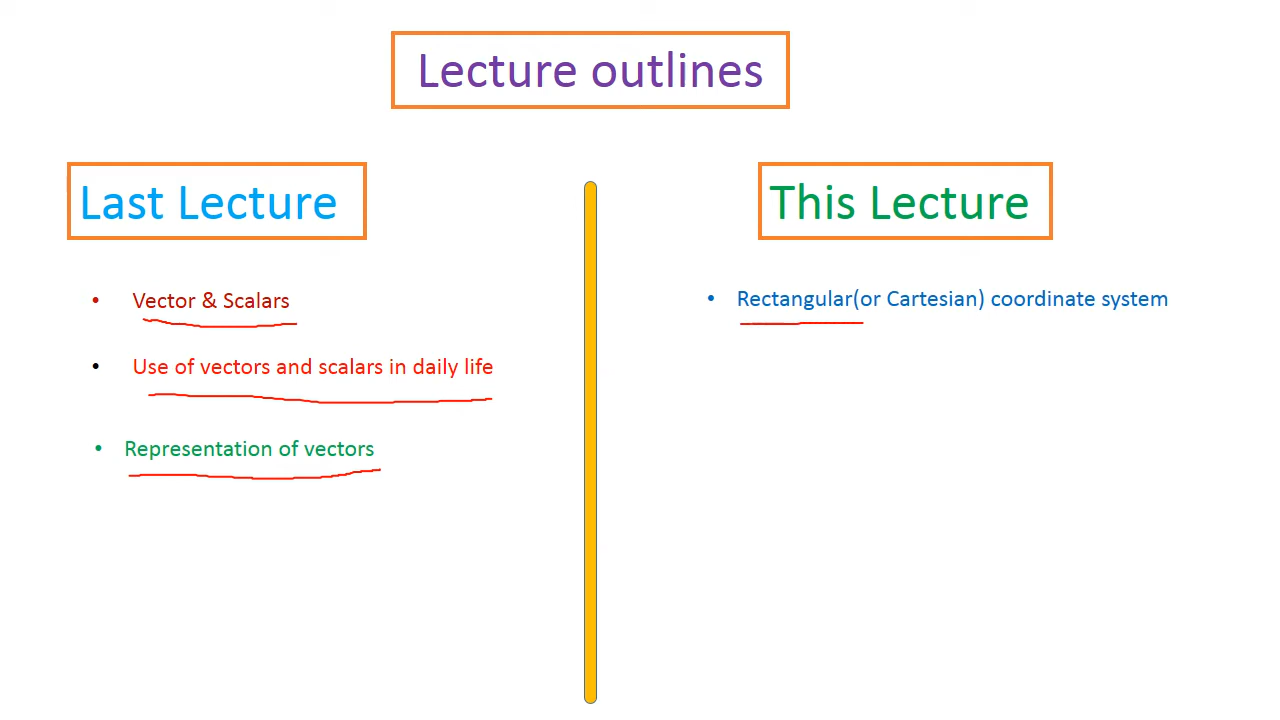 Lecture outlines
Last Lecture
• Vector & Scalars
• Use of vectors and scalars in daily life
• Representation of vectors
This Lecture
• Rectangular(or Cartesian) coordinate system